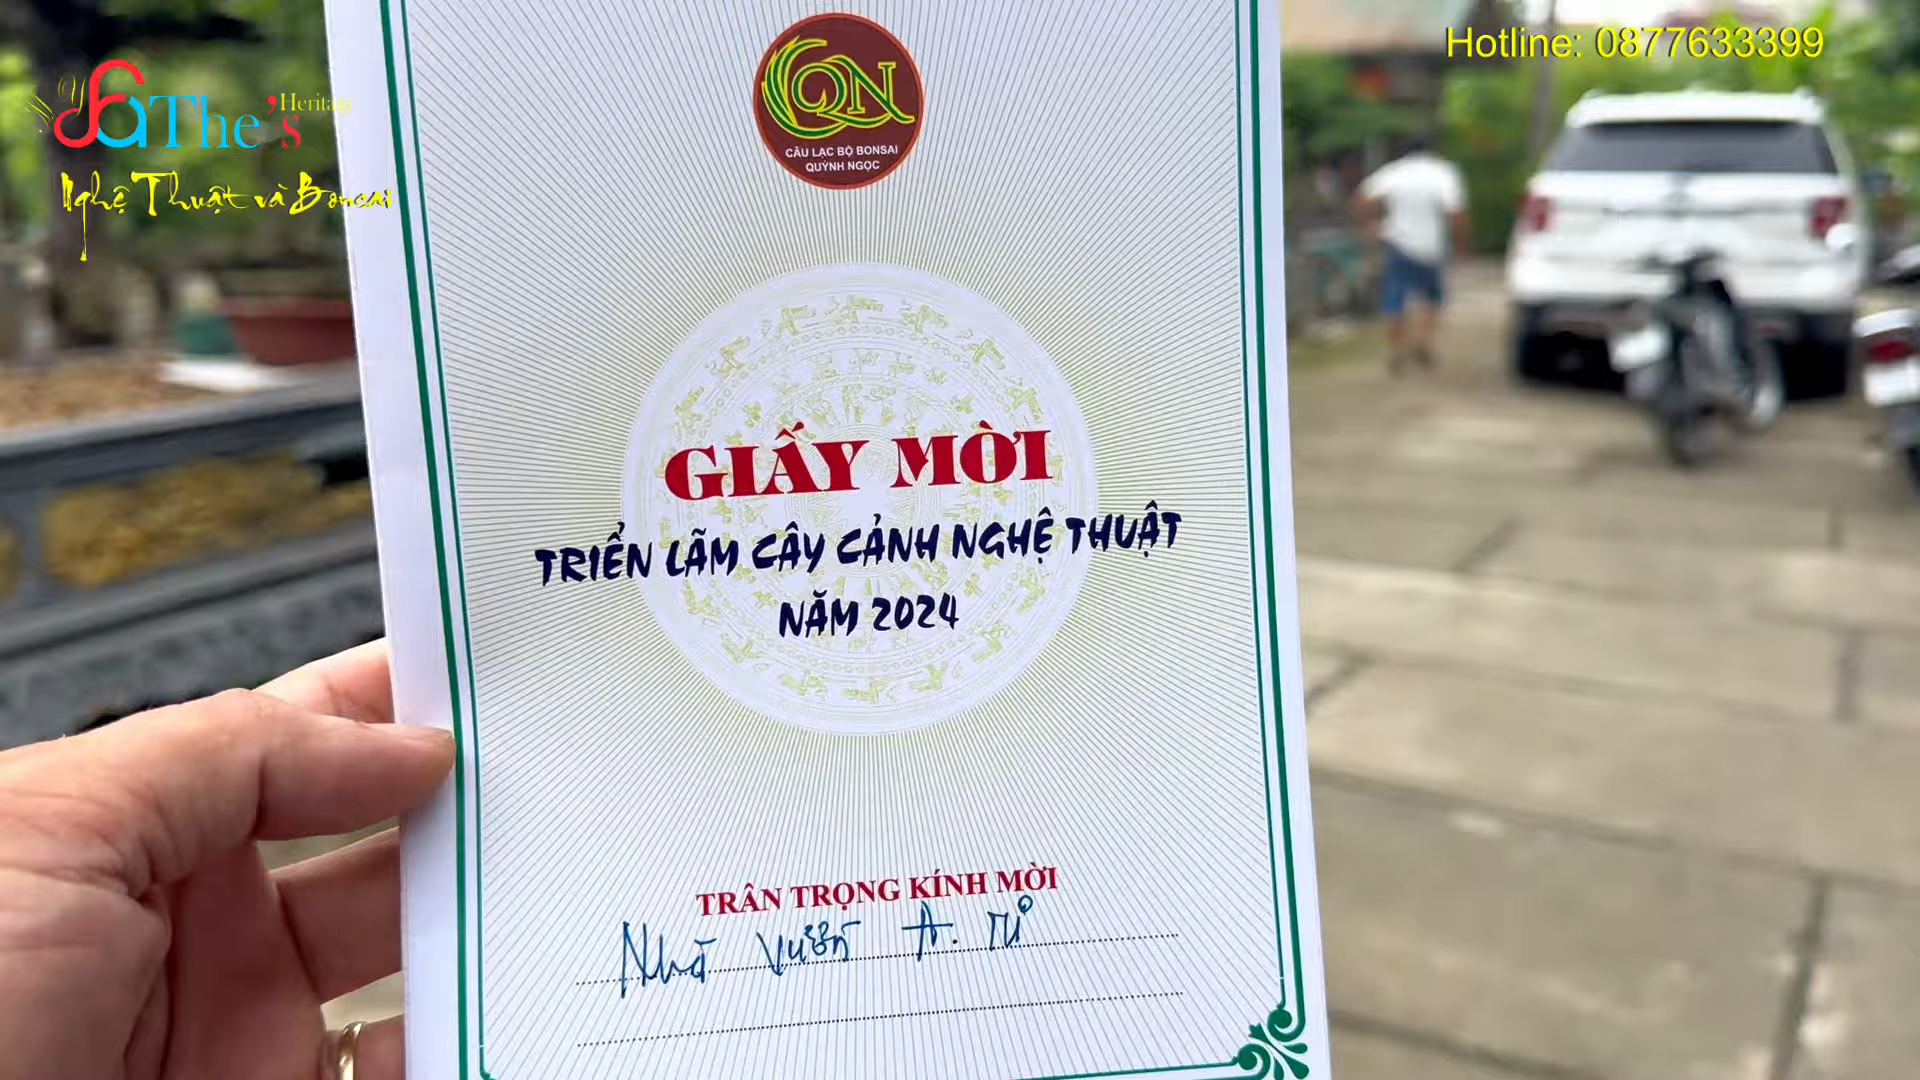 Hotline: 0877633399
The's Heritage
Nghệ Thuật và Bonsai
CQN
CÂU LẠC BỘ BONSAI
QUỲNH NGỌC
GIẤY MỜI
TRIỂN LÃM CÂY CẢNH NGHỆ THUẬT
NĂM 2024
TRÂN TRỌNG KÍNH MỜI
Nhà vườn A.